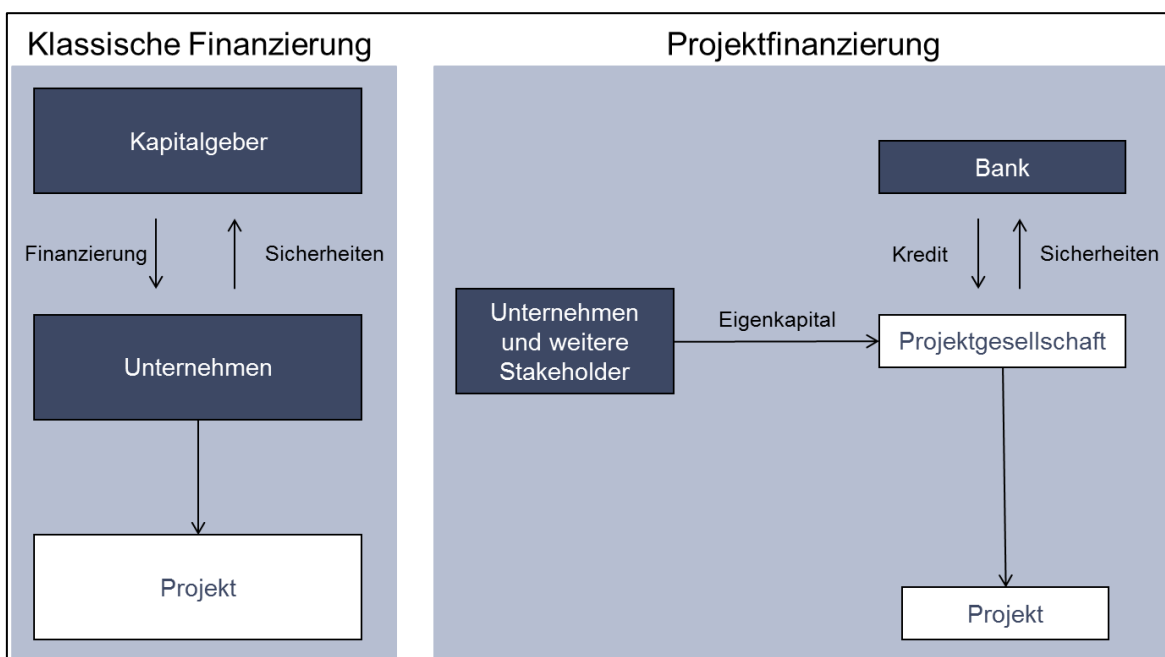 Klassische Finanzierung
Kapitalgeber
Finanzierung
Sicherheiten
Unternehmen
Projekt
Projektfinanzierung
Bank
Kredit
Sicherheiten
Unternehmen
und weitere
Stakeholder
Eigenkapital
Projektgesellschaft
Projekt